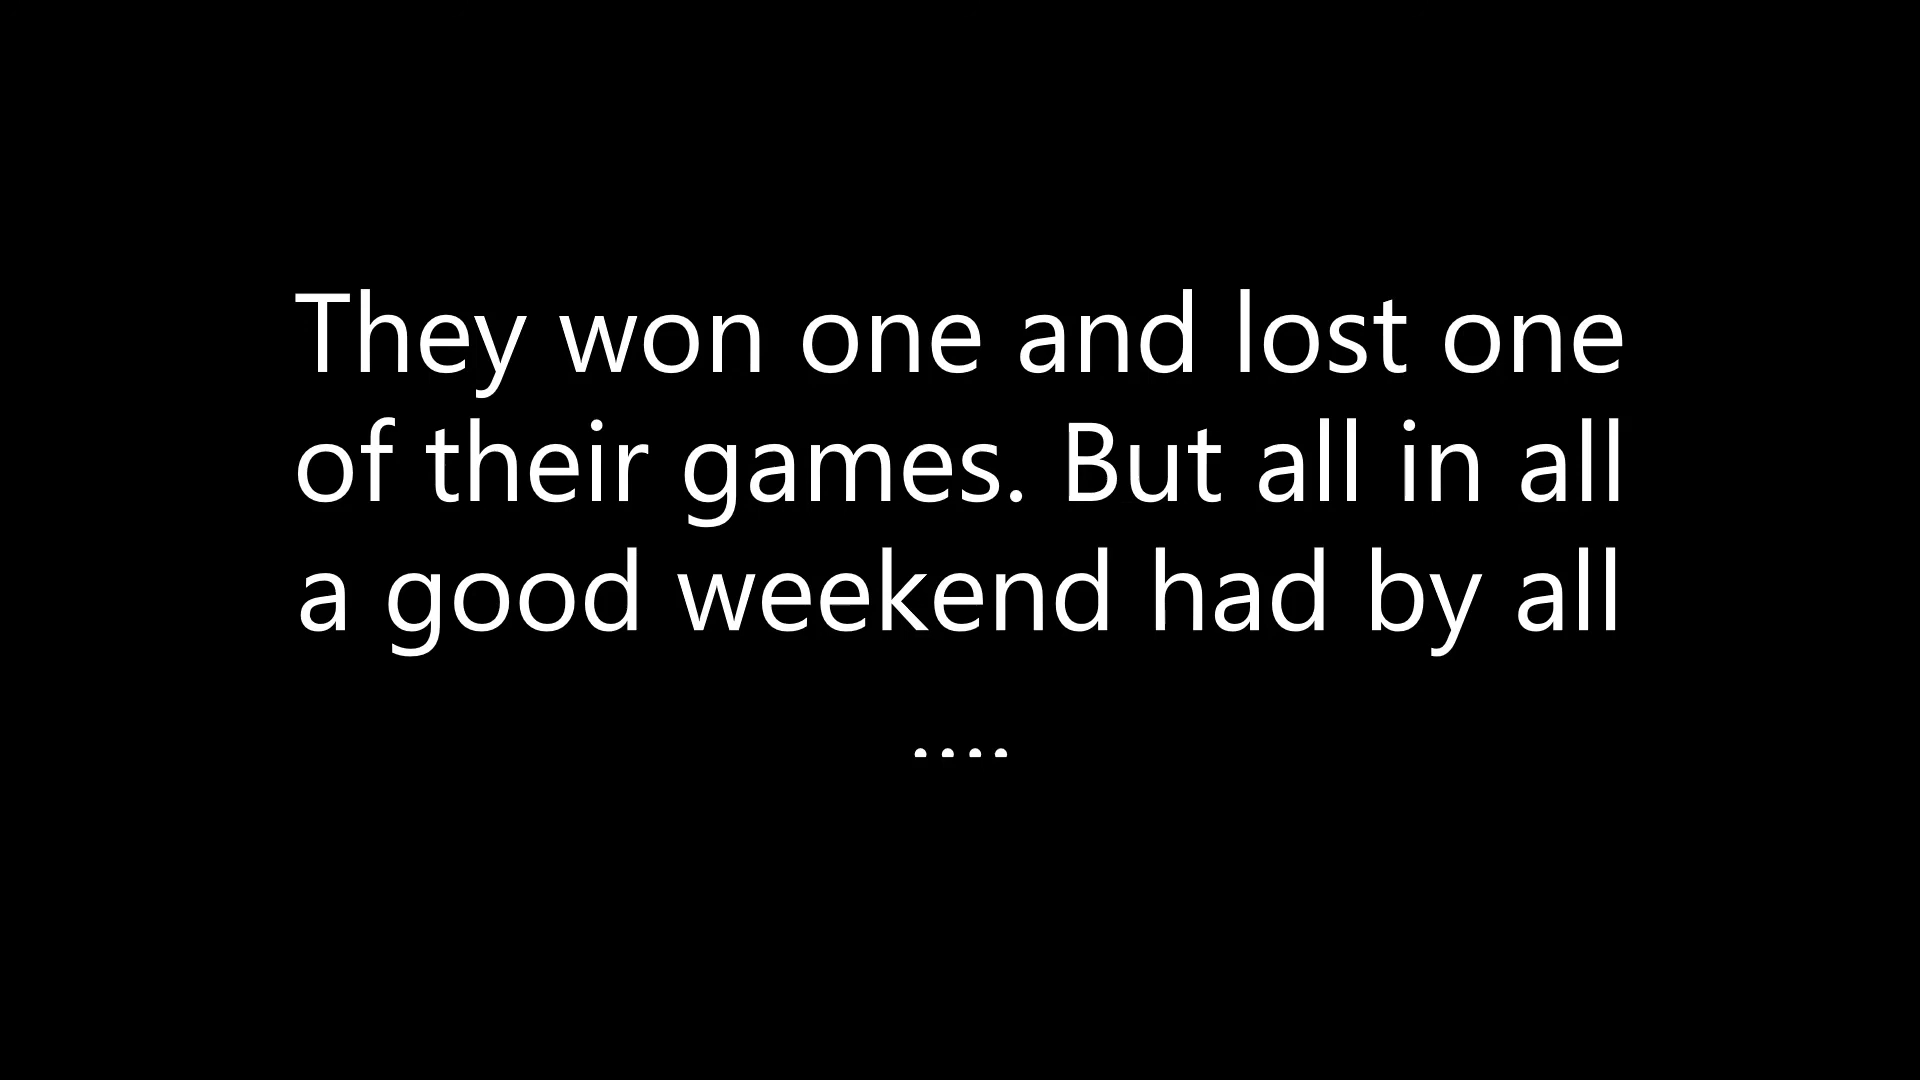 They won one and lost one
of their games. But all in all
a good weekend had by all
....